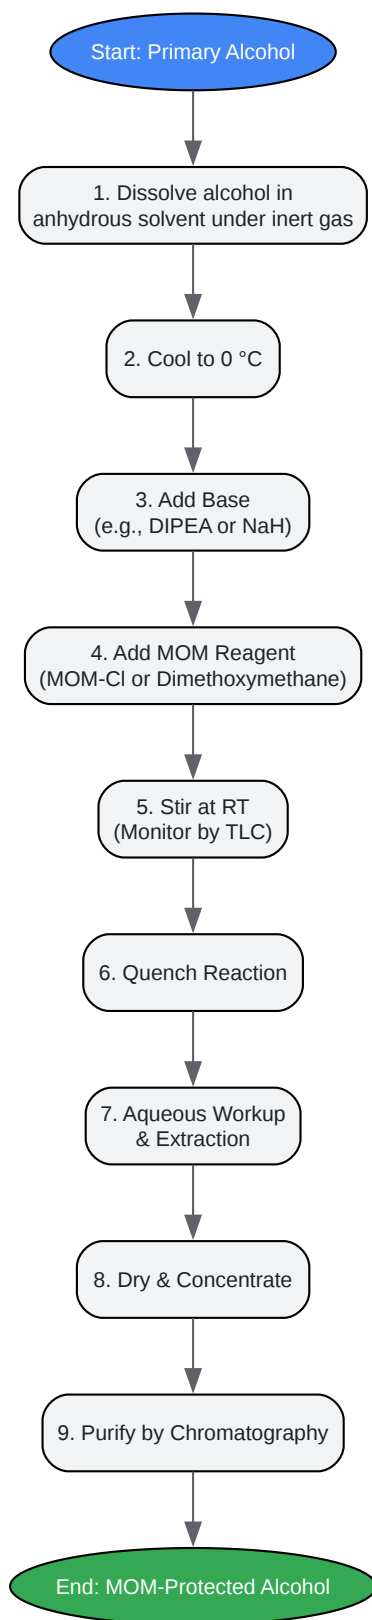 Start: Primary Alcohol
1. Dissolve alcohol in
anhydrous solvent under inert gas
2. Cool to 0 °C
3. Add Base
(e.g., DIPEA or NaH)
4. Add MOM Reagent
(MOM-Cl or Dimethoxymethane)
5. Stir at RT
(Monitor by TLC)
6. Quench Reaction
7. Aqueous Workup
& Extraction
8. Dry & Concentrate
9. Purify by Chromatography
End: MOM-Protected Alcohol